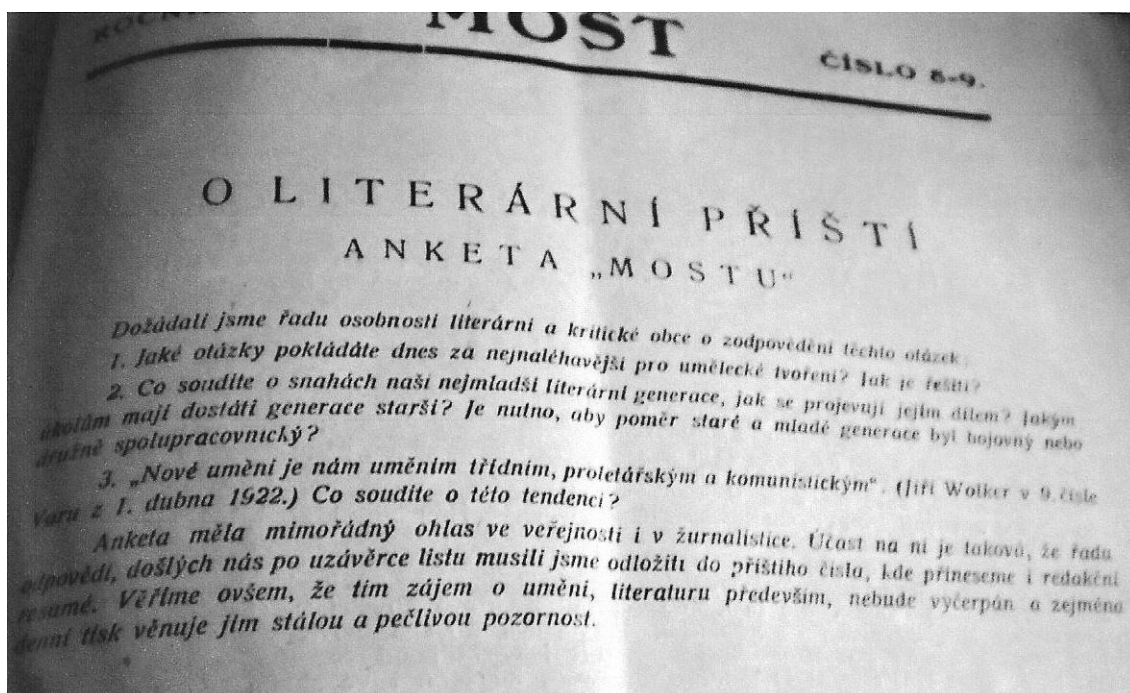 MOST
ČÍSLO 8-9.
O LITERÁRNÍ PŘÍŠTÍ
ANKETA „MOSTU“
Dožádali jsme řadu osobností literární a kritické obce o zodpovědění těchto otázek:
1. Jaké otázky pokládáte dnes za nejnaléhavější pro umělecké tvoření? Jak je řešiti?
2. Co soudíte o snahách naší nejmladší literární generace, jak se projevují jejím dílem? Jakým
úkolům mají dostáti generace starší? Je nutno, aby poměr staré a mladé generace byl bojovný nebo
družně spolupracovnický?
3. „Nové umění je nám uměním třídním, proletářským a komunistickým“. (Jiří Wolker v 9. čísle
Varu z 1. dubna 1922.) Co soudíte o této tendenci?
Anketa měla mimořádný ohlas ve veřejnosti i v žurnalistice. Účast na ní je taková, že řadu
odpovědí, došlých nás po uzávěrce listu musili jsme odložiti do příštího čísla, kde přineseme i redakční
resumé. Věříme ovšem, že tím zájem o umění, literaturu především, nebude vyčerpán a zejména
denní tisk věnuje jim stálou a pečlivou pozornost.